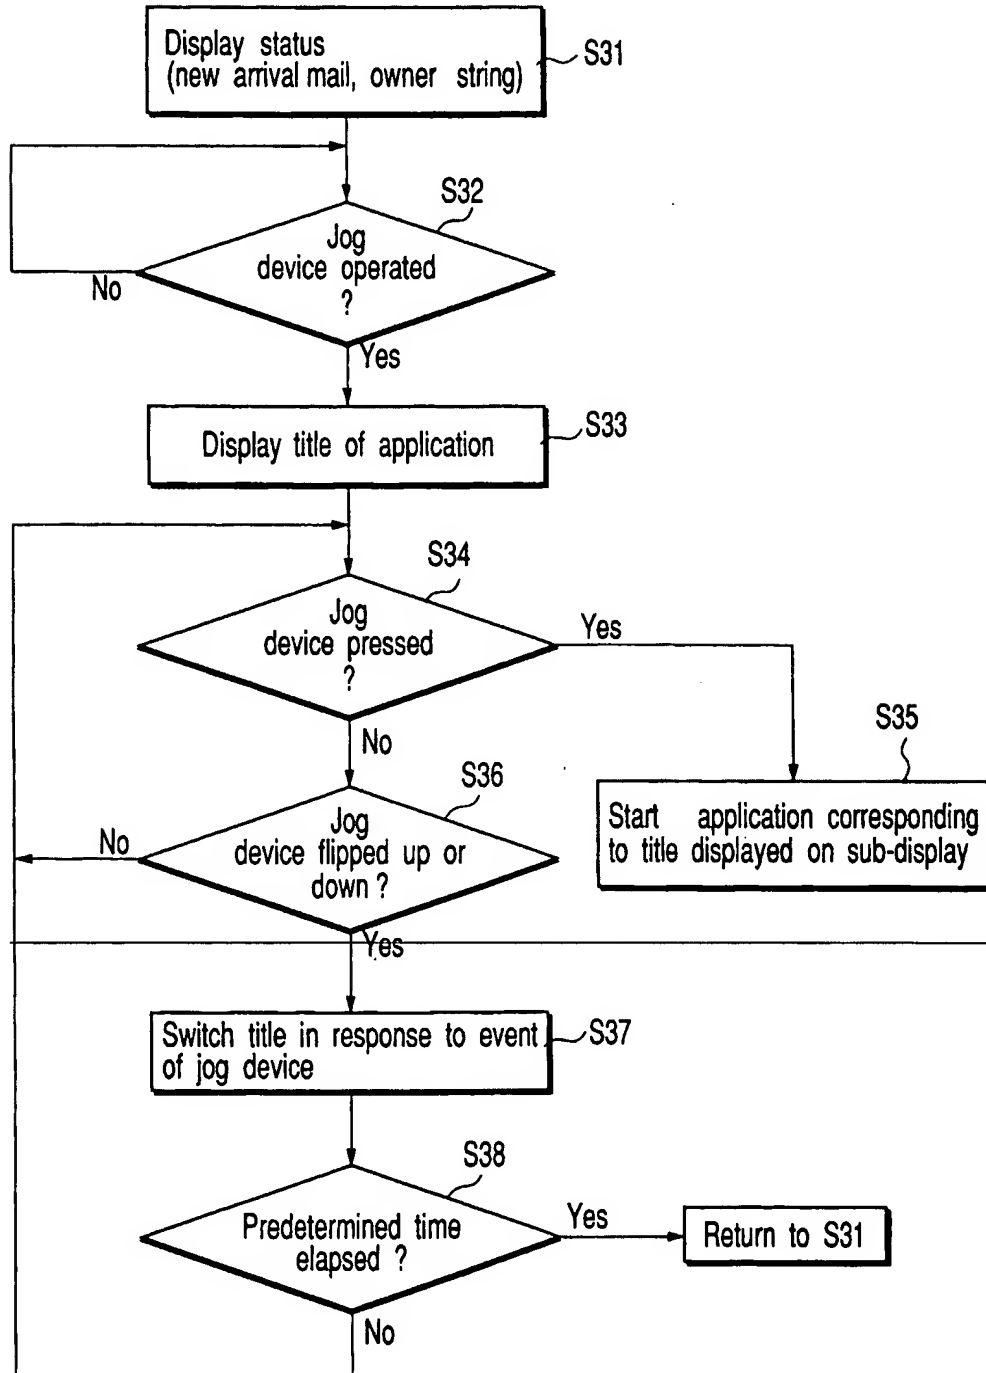 Display status
(new arrival mail, owner string)
S31
S32
Jog
device operated
?
No
Yes
Display title of application
S33
S34
Jog
device pressed
?
Yes
No
S35
Start application corresponding
to title displayed on sub-display
S36
Jog
device flipped up or
down ?
No
Yes
Switch title in response to event
of jog device
S37
S38
Predetermined time
elapsed ?
Yes
Return to S31
No